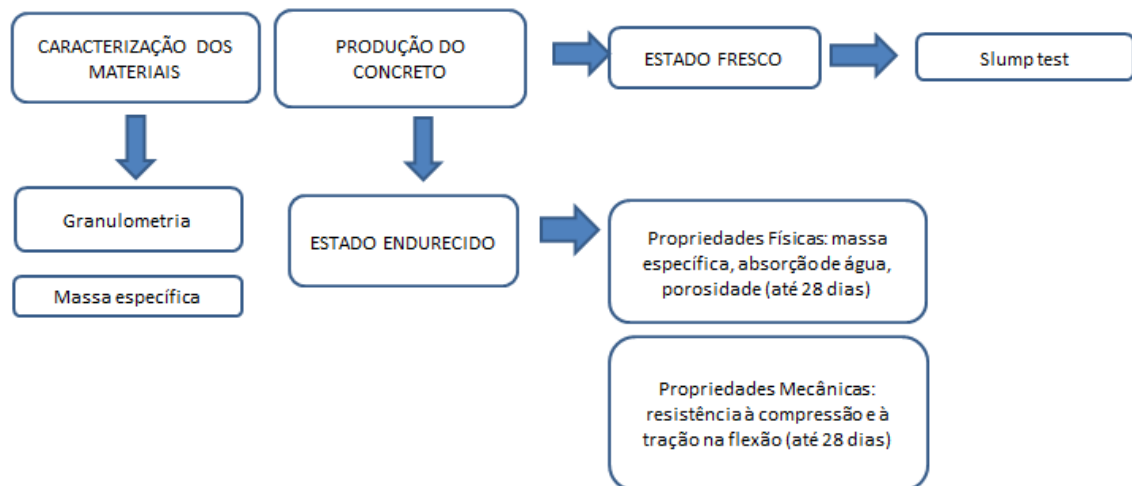 CARACTERIZAÇÃO DOS
MATERIAIS
PRODUÇÃO DO
CONCRETO
ESTADO FRESCO
Slump test
Granulometria
Massa específica
ESTADO ENDURECIDO
Propriedades Físicas: massa
específica, absorção de água,
porosidade (até 28 dias)
Propriedades Mecânicas:
resistência à compressão e à
tração na flexão (até 28 dias)